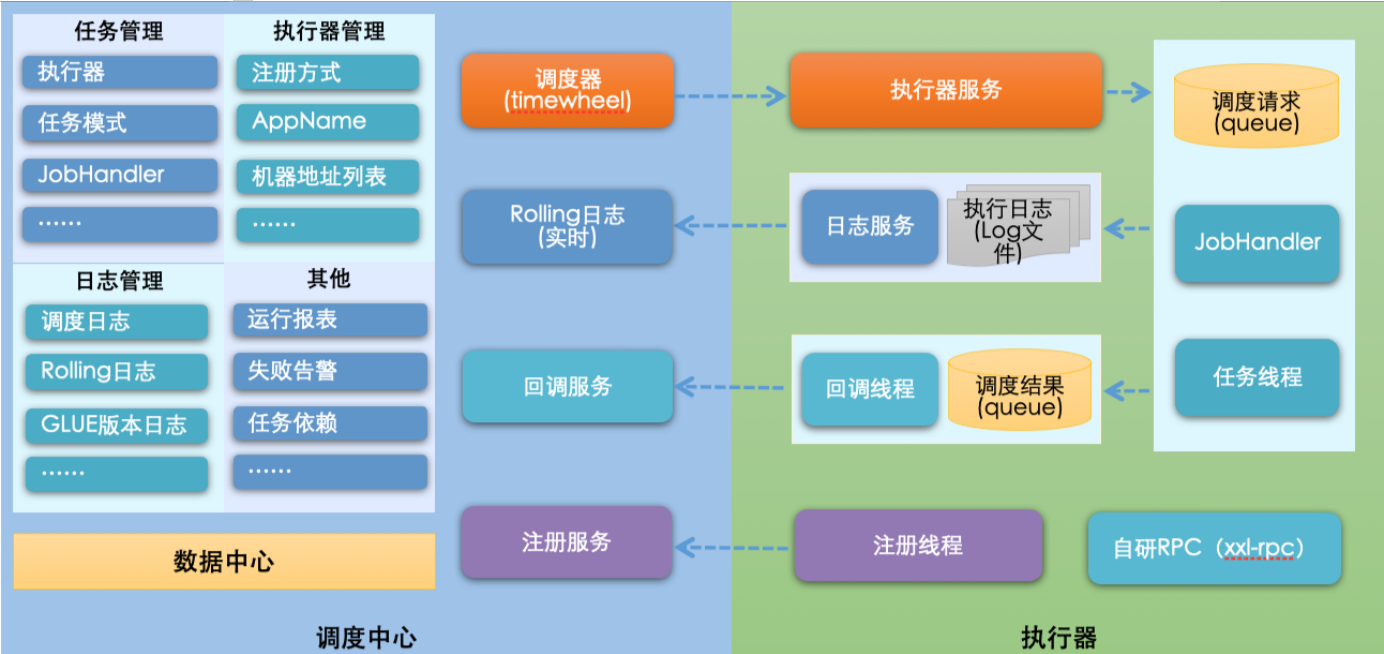 任务管理
执行器
任务模式
JobHandler
......
执行器管理
注册方式
AppName
机器地址列表
......
日志管理
调度日志
Rolling日志
GLUE版本日志
......
其他
运行报表
失败告警
任务依赖
......
数据中心
调度器
(timewheel)
Rolling日志
(实时)
回调服务
注册服务
调度中心
执行器服务
日志服务
执行日志
(Log文
件)
回调线程
调度结果
(queue)
注册线程
调度请求
(queue)
JobHandler
任务线程
自研RPC（xxl-rpc）
执行器